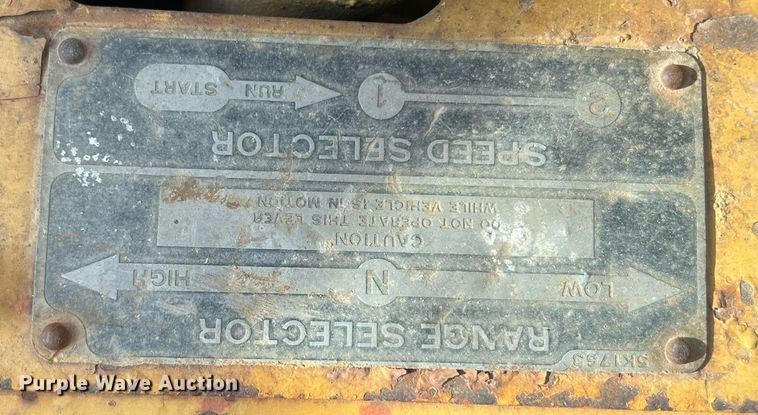 5K1753
RANGE SELECTOR
LOW N HIGH
CAUTION
DO NOT OPERATE THIS LEVER
WHILE VEHICLE IS IN MOTION
SPEED SELECTOR
2 1 RUN START
Purple Wave Auction